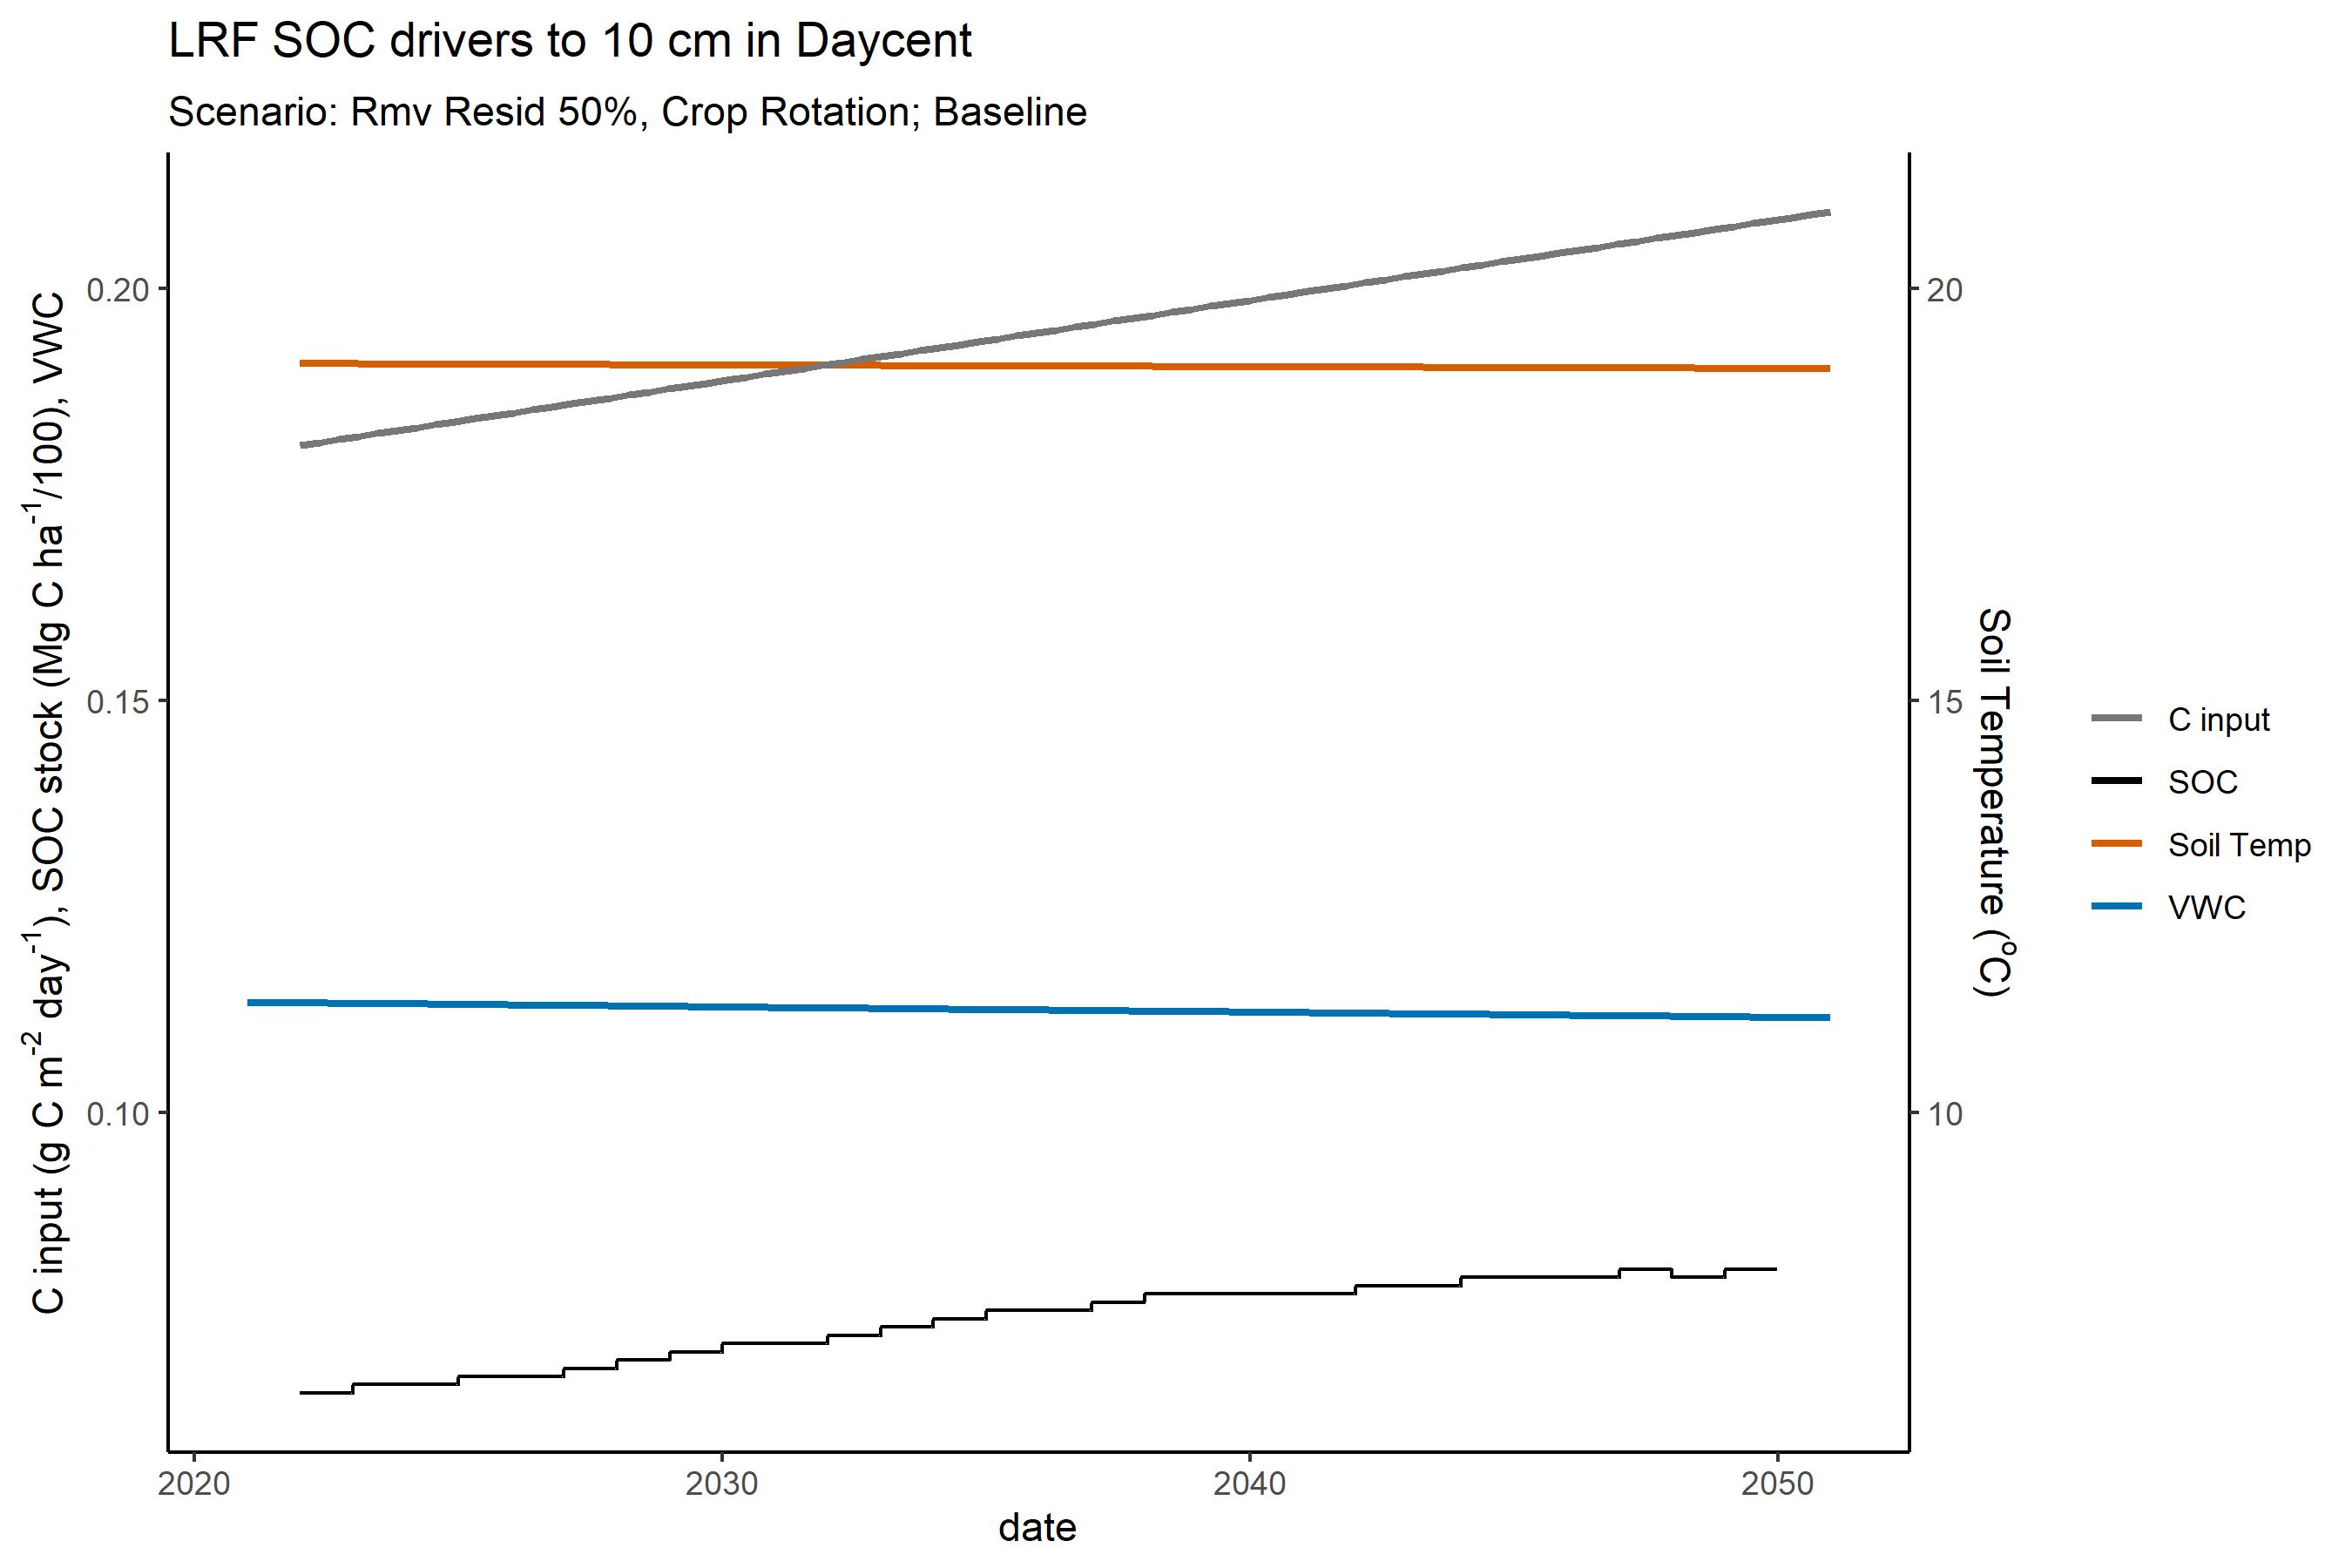 LRF SOC drivers to 10 cm in Daycent
Scenario: Rmv Resid 50%, Crop Rotation; Baseline
C input (g C m⁻² day⁻¹), SOC stock (Mg C ha⁻¹/100), VWC
0.20
0.15
0.10
20
15
10
Soil Temperature (ᵒC)
C input
SOC
Soil Temp
VWC
2020
2030
2040
2050
date